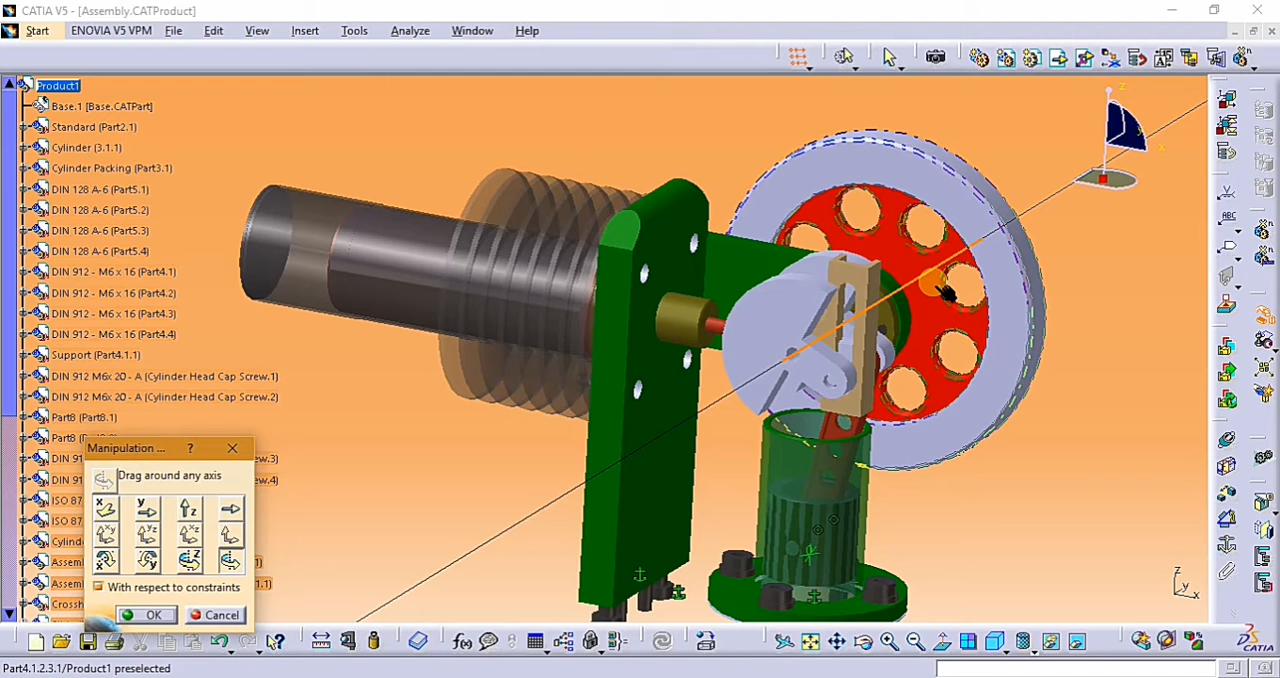 CATIA V5 - [Assembly.CATProduct]
Start ENOVIA V5 VPM File Edit View Insert Tools Analyze Window Help
Product1
Base.1 [Base.CATPart]
Standard (Part2.1)
Cylinder (3.1.1)
Cylinder Packing (Part3.1)
DIN 128 A-6 (Part5.1)
DIN 128 A-6 (Part5.2)
DIN 128 A-6 (Part5.3)
DIN 128 A-6 (Part5.4)
DIN 912 - M6 x 16 (Part4.1)
DIN 912 - M6 x 16 (Part4.2)
DIN 912 - M6 x 16 (Part4.3)
DIN 912 - M6 x 16 (Part4.4)
Support (Part4.1.1)
DIN 912 M6x 20 - A (Cylinder Head Cap Screw.1)
DIN 912 M6x 20 - A (Cylinder Head Cap Screw.2)
Part8 (Part8.1)
Manipulation ... ?
Drag around any axis
With respect to constraints
OK Cancel
z
y
x
z
y
x
CATIA
Part4.1.2.3.1/Product1 preselected